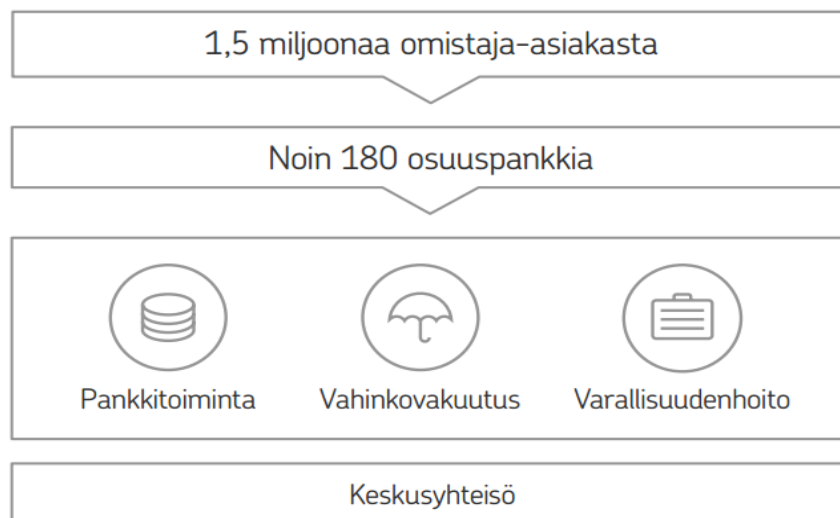 1,5 miljoonaa omistaja-asiakasta
Noin 180 osuuspankkia
Pankkitoiminta
Vahinkovakuutus
Varallisuudenhoito
Keskusyhteisö